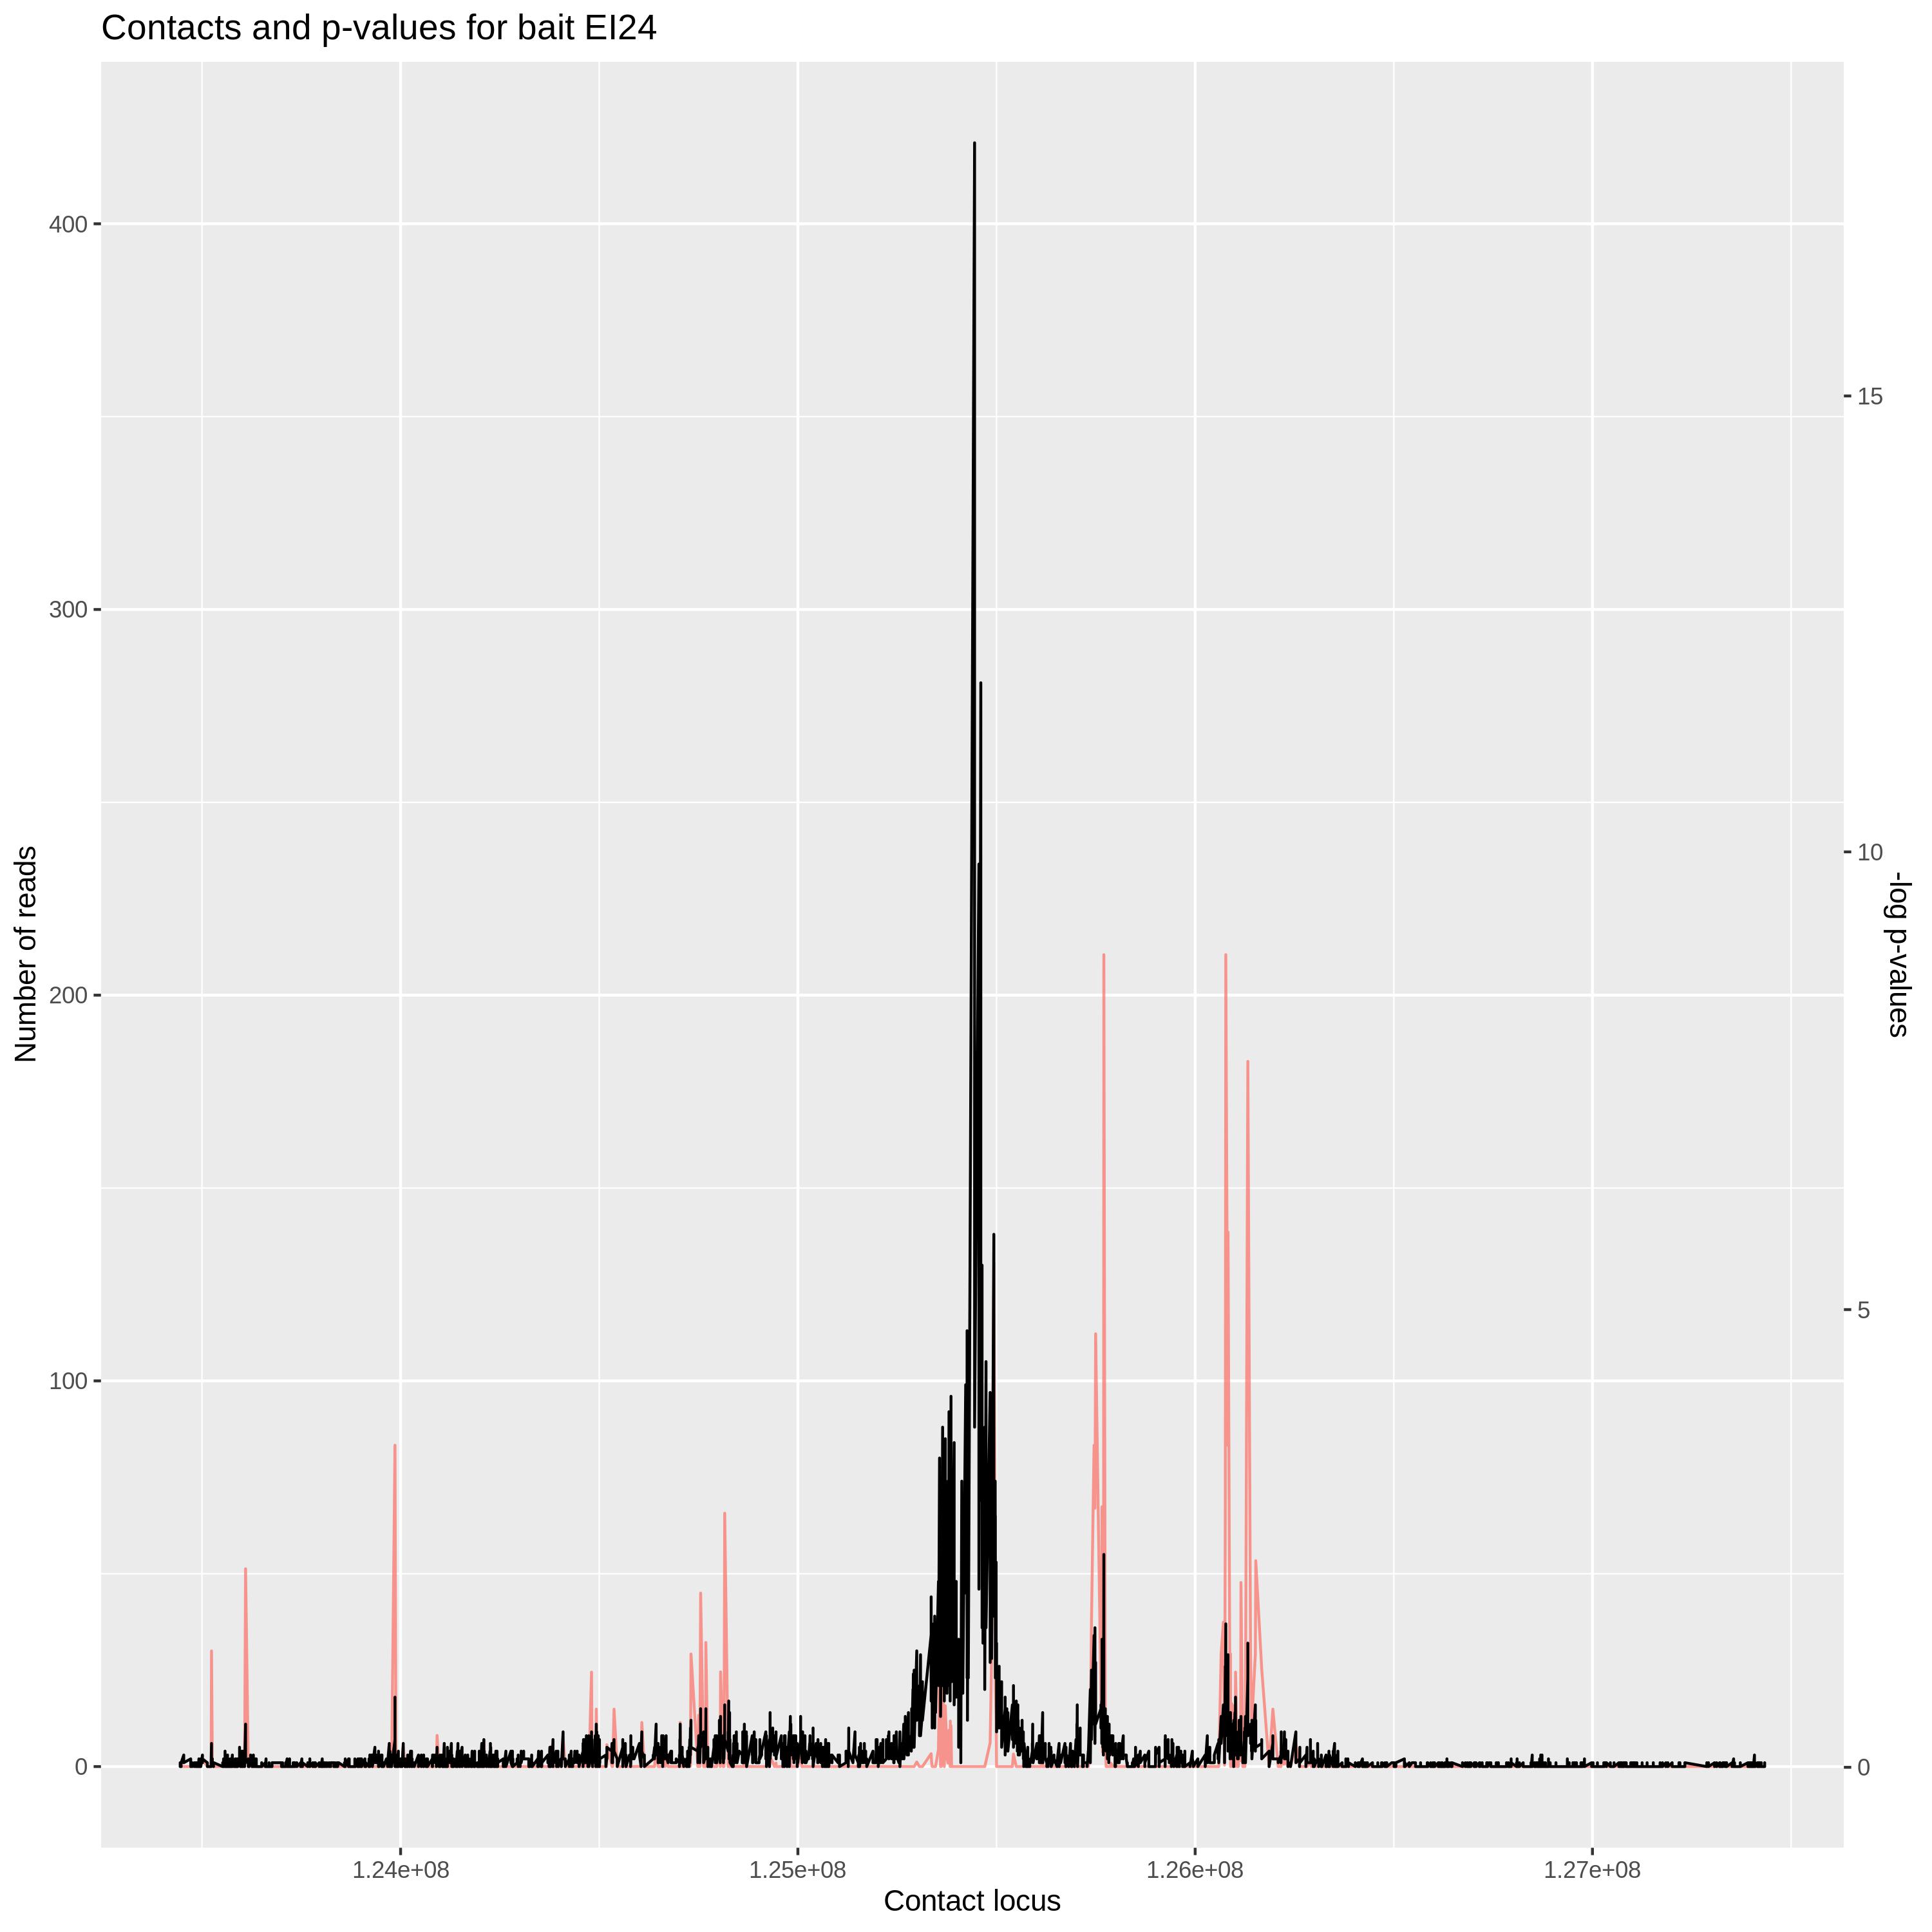 Contacts and p-values for bait EI24
Number of reads
400
300
200
100
0
15
10
5
0
-log p-values
1.24e+08
1.25e+08
1.26e+08
1.27e+08
Contact locus